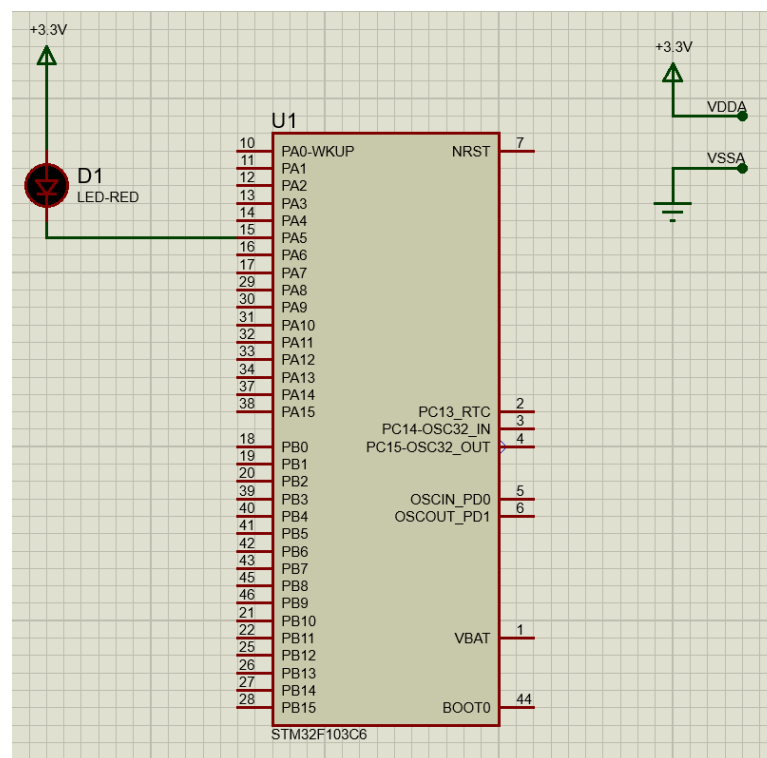 +3.3V
+3.3V
VDDA
VSSA
D1
LED-RED
U1
10 PA0-WKUP NRST 7
11 PA1
12 PA2
13 PA3
14 PA4
15 PA5
16 PA6
17 PA7
29 PA8
30 PA9
31 PA10
32 PA11
33 PA12
34 PA13
37 PA14
38 PA15 PC13_RTC 2
PC14-OSC32_IN 3
18 PB0 PC15-OSC32_OUT 4
19 PB1
20 PB2
39 PB3 OSCIN_PD0 5
40 PB4 OSCOUT_PD1 6
41 PB5
42 PB6
43 PB7
45 PB8
46 PB9
21 PB10
22 PB11 VBAT 1
25 PB12
26 PB13
27 PB14
28 PB15 BOOT0 44
STM32F103C6